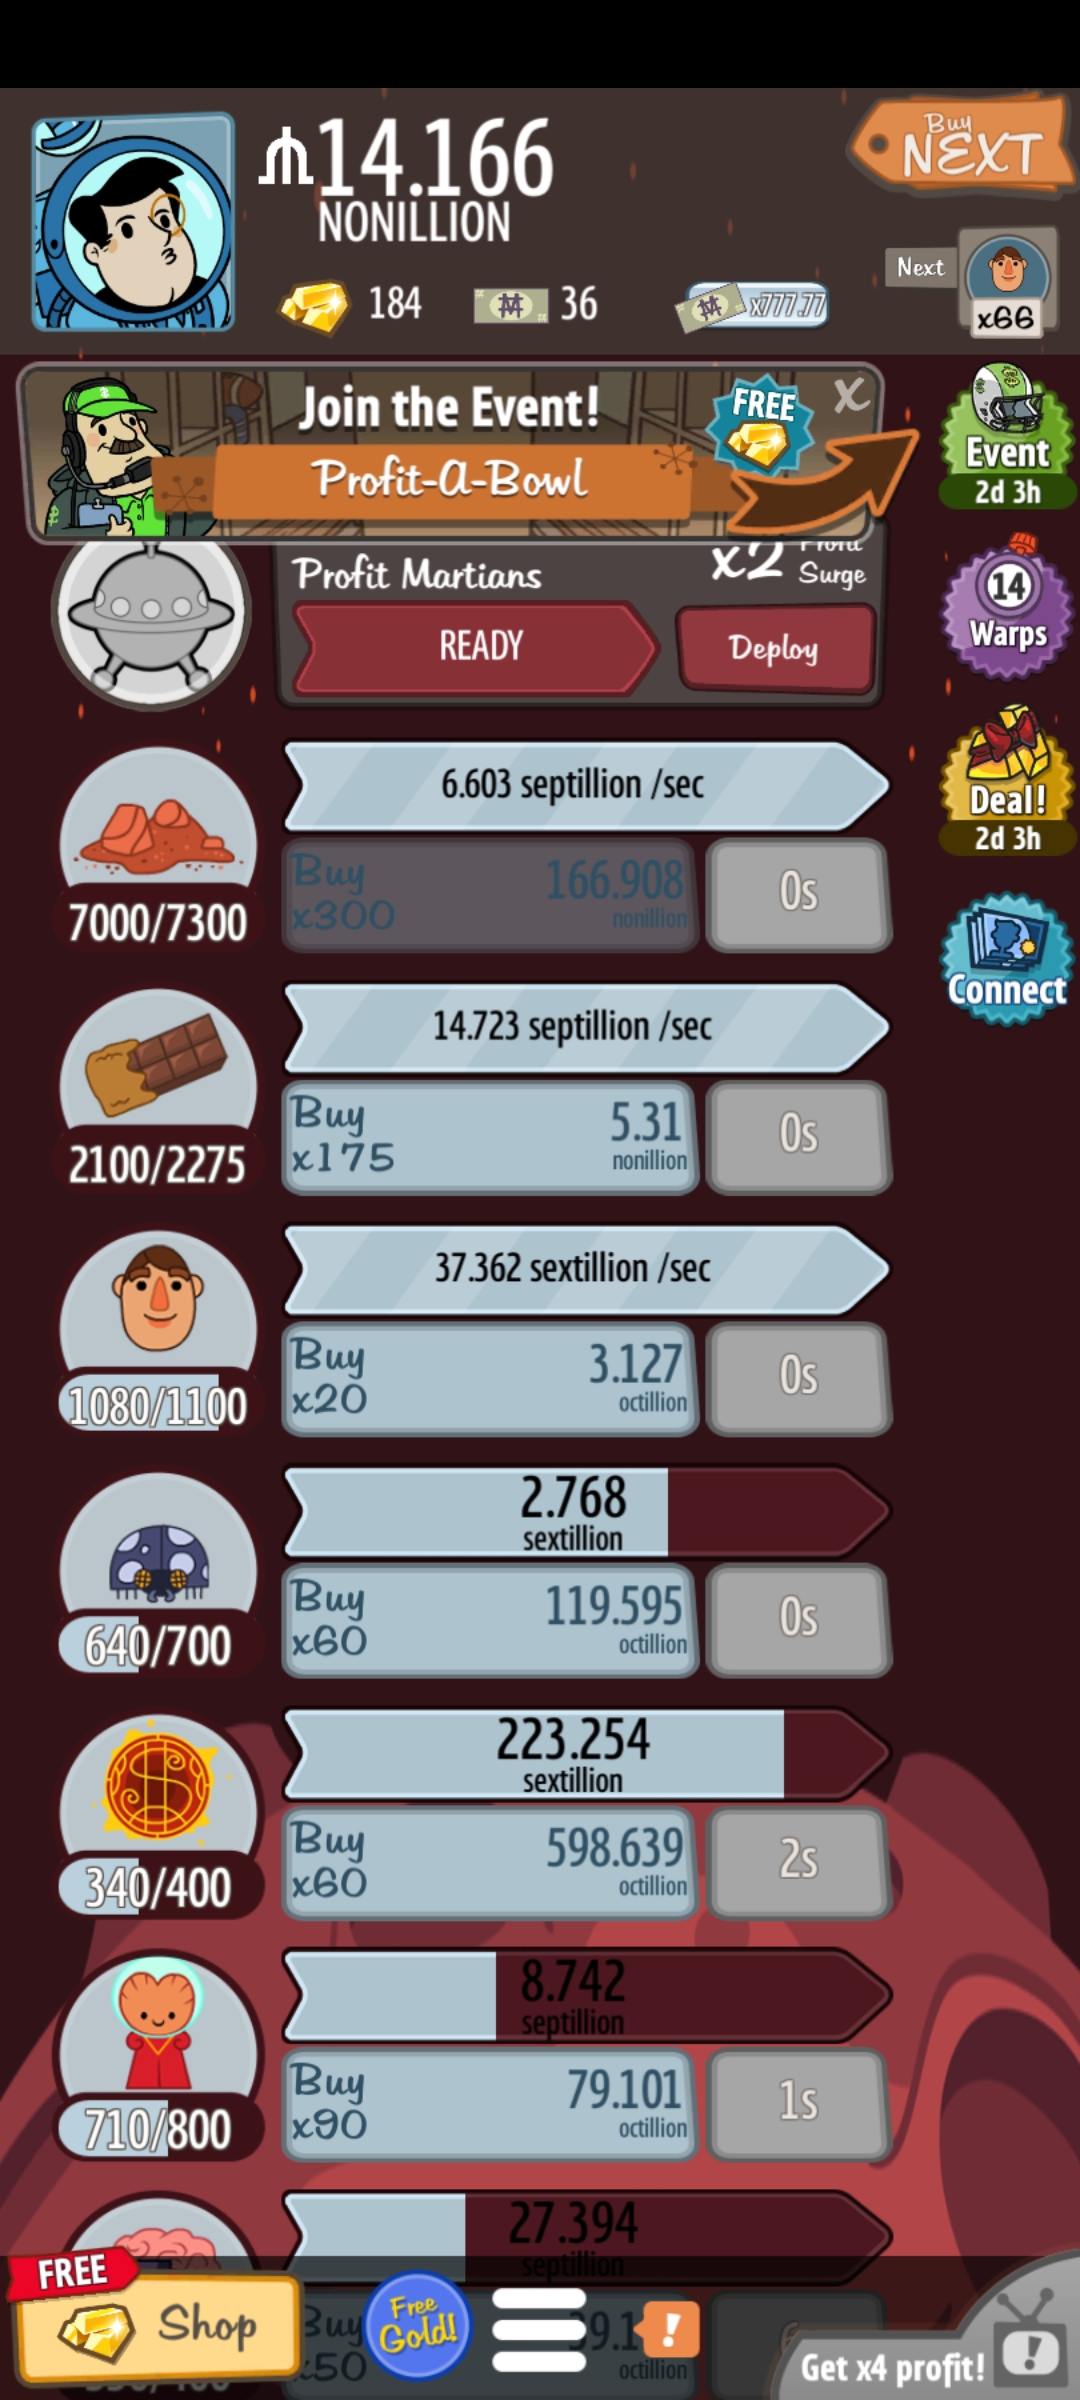 14.166
NONILLION
Buy
NEXT
184
36
x777.77
Next
x66
Join the Event!
Profit-A-Bowl
FREE
X
Event
2d 3h
Profit Martians
x2 Profit
Surge
READY
Deploy
14
Warps
6.603 septillion /sec
Buy
x300
166.908
nonillion
0s
7000/7300
Deal!
2d 3h
Connect
14.723 septillion /sec
Buy
x175
5.31
nonillion
0s
2100/2275
37.362 sextillion /sec
Buy
x20
3.127
octillion
0s
1080/1100
2.768
sextillion
Buy
x60
119.595
octillion
0s
640/700
223.254
sextillion
Buy
x60
598.639
octillion
2s
340/400
8.742
septillion
Buy
x90
79.101
octillion
1s
710/800
27.394
septillion
Buy
x50
octillion
FREE
Shop
Free
Gold!
!
Get x4 profit!
!